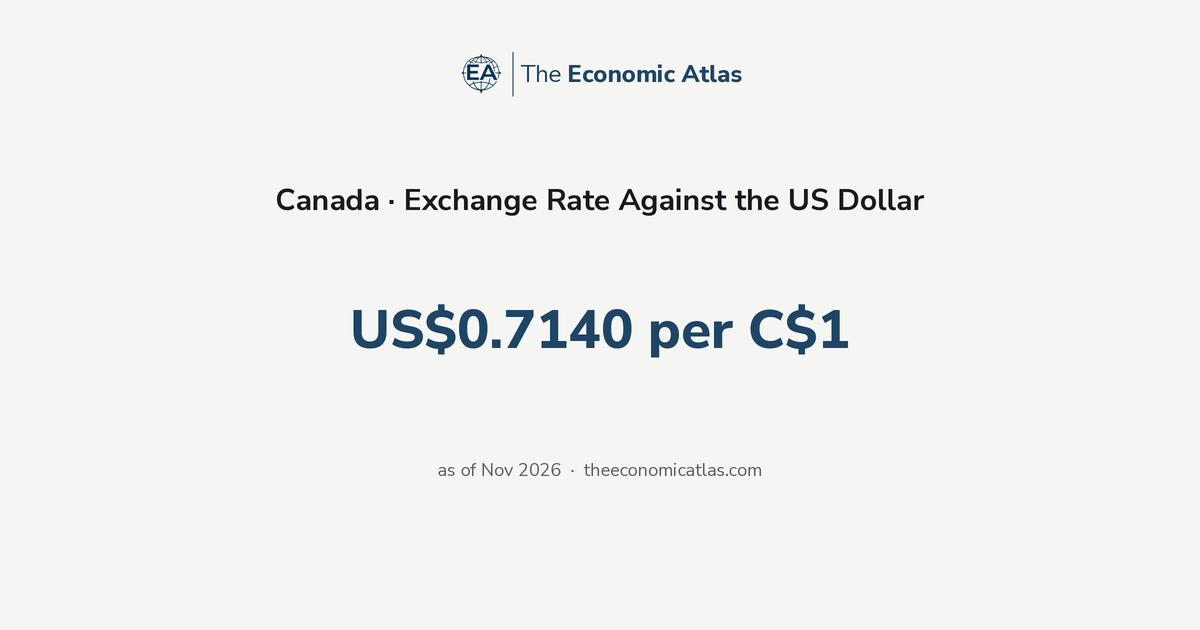 EA The Economic Atlas
Canada · Exchange Rate Against the US Dollar
US$0.7140 per C$1
as of Nov 2026 · theeconomicatlas.com